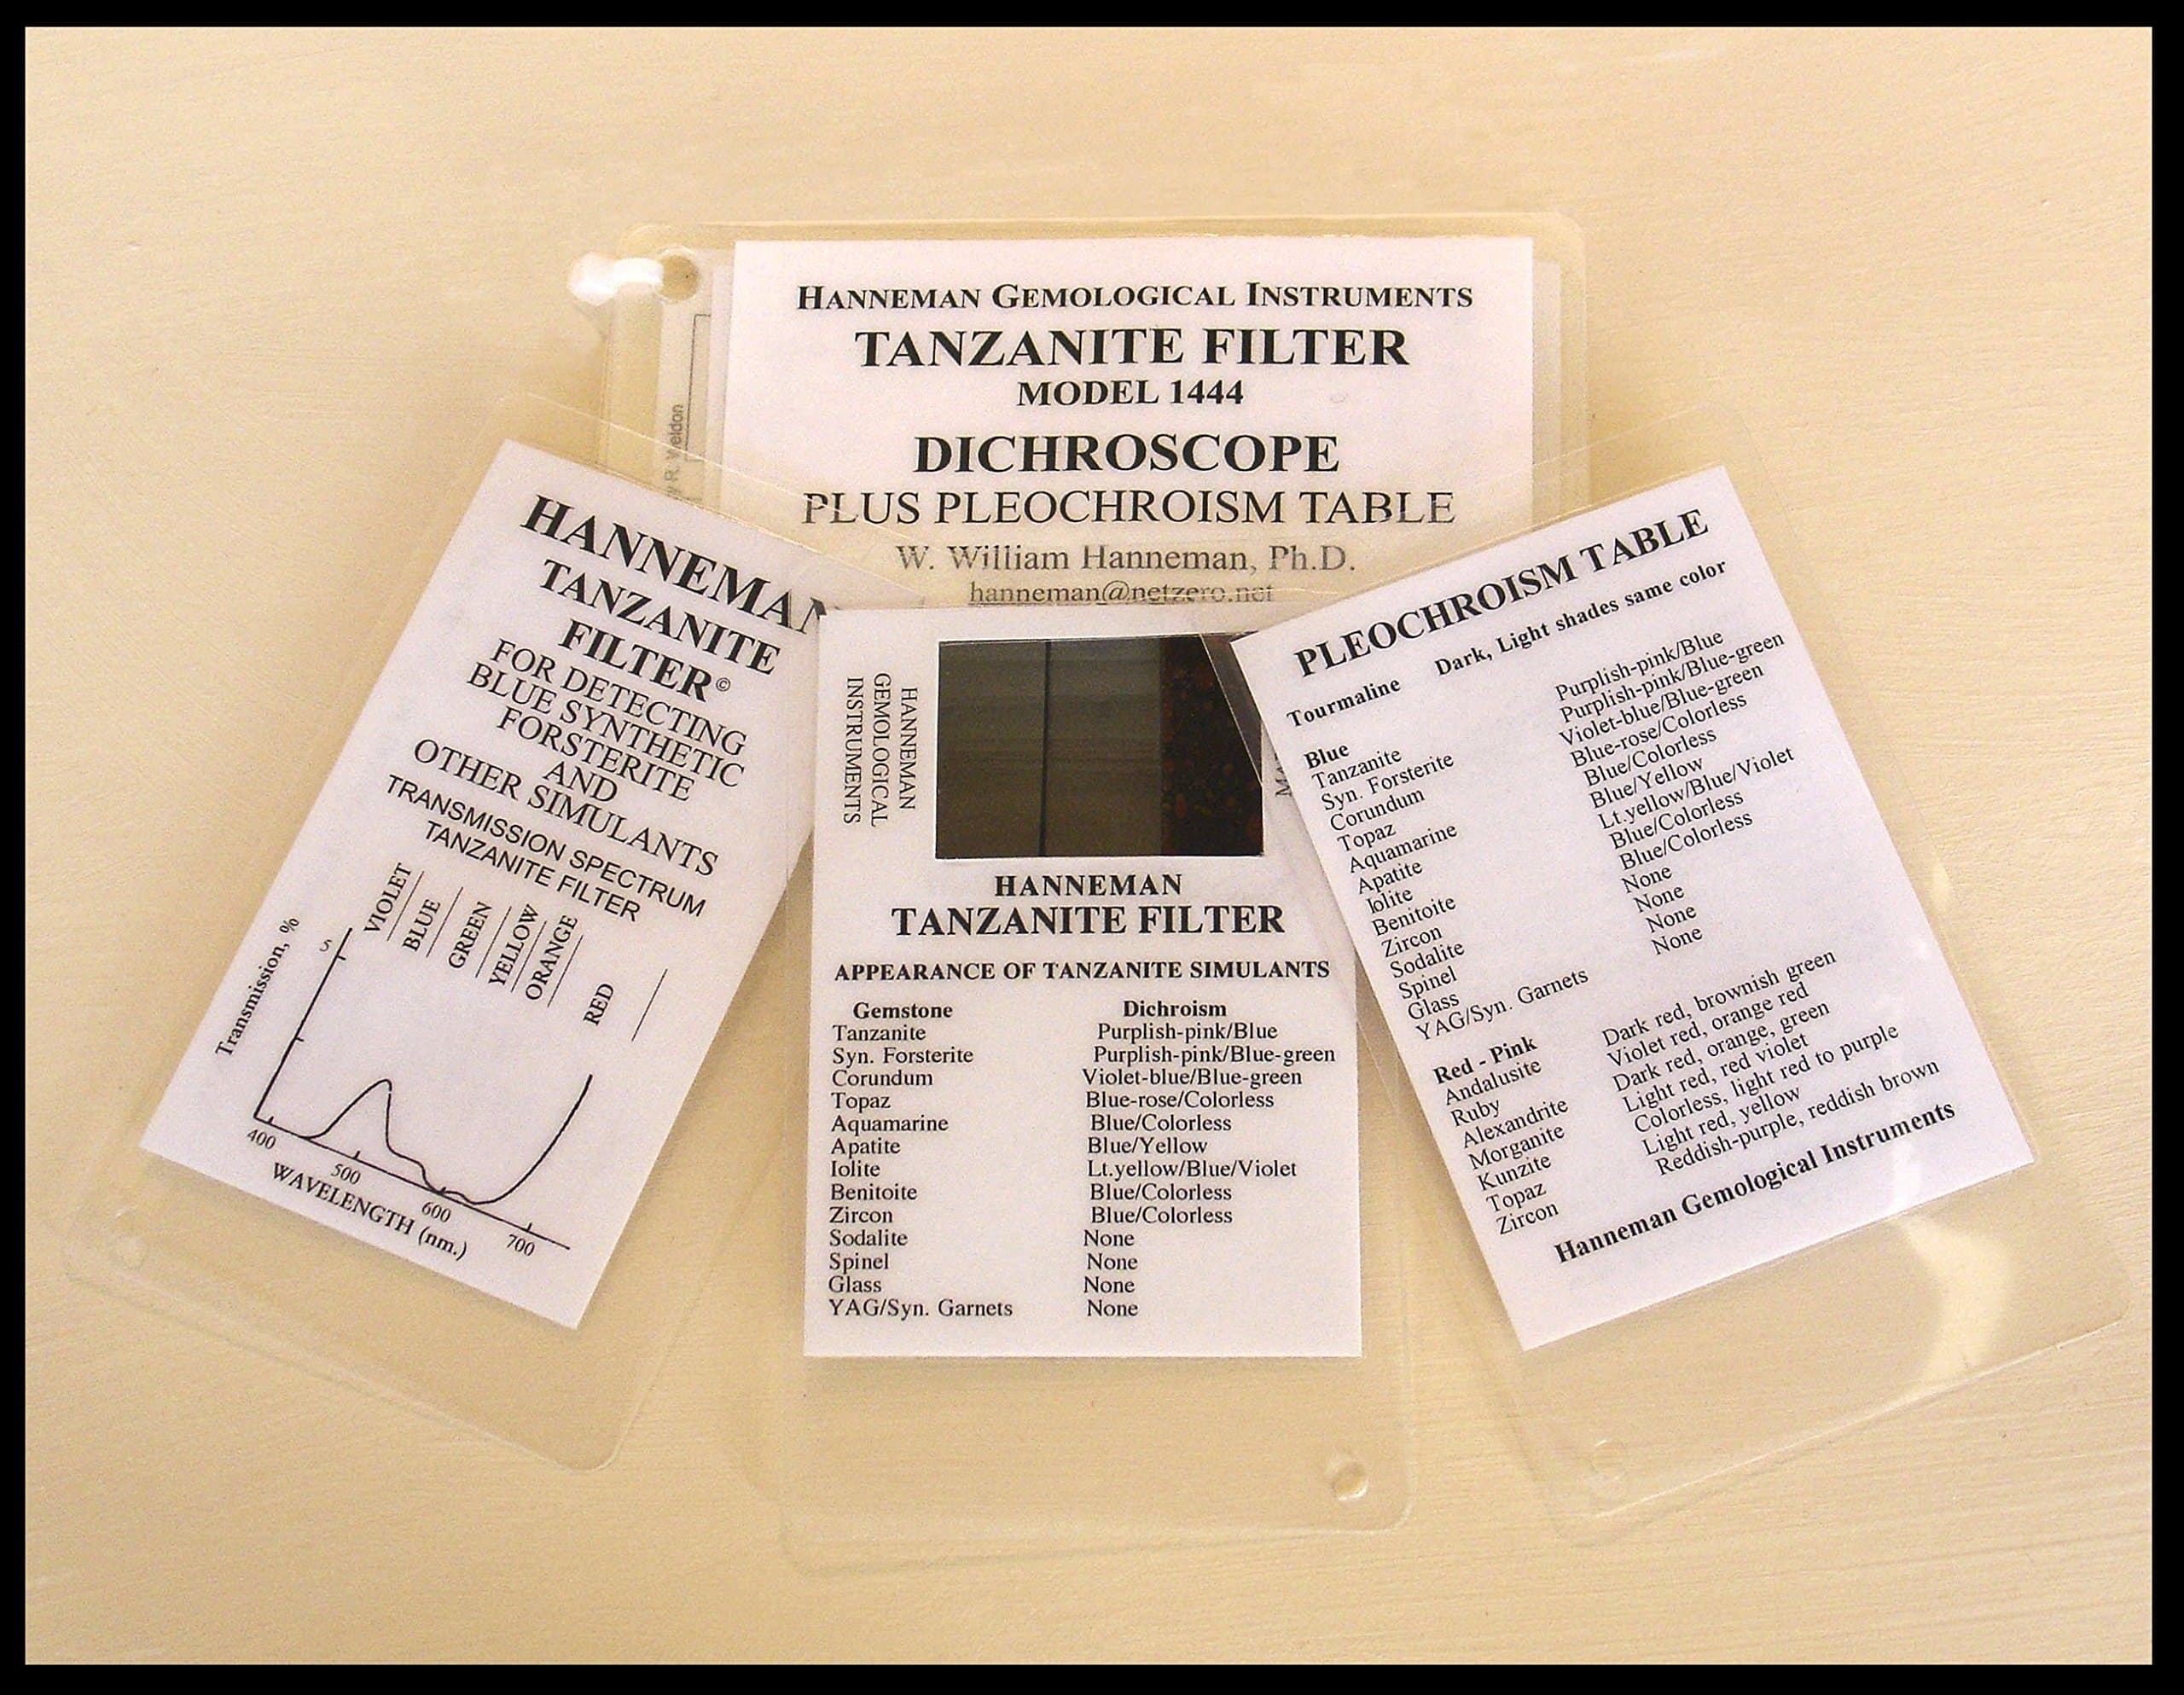 HANNEMAN GEMOLOGICAL INSTRUMENTS
TANZANITE FILTER
MODEL 1444
DICHROSCOPE
PLUS PLEOCHROISM TABLE
W. William Hanneman, Ph.D.
hanneman@netzero.net
R. Weldon
HANNEMAN
TANZANITE
FILTER©
FOR DETECTING
BLUE SYNTHETIC
FORSTERITE
AND
OTHER SIMULANTS
TRANSMISSION SPECTRUM
TANZANITE FILTER
VIOLET
BLUE
GREEN
YELLOW
ORANGE
RED
Transmission, %
5
400
500
600
700
WAVELENGTH (nm.)
HANNEMAN
GEMOLOGICAL
INSTRUMENTS
HANNEMAN
TANZANITE FILTER
APPEARANCE OF TANZANITE SIMULANTS
Gemstone Dichroism
Tanzanite Purplish-pink/Blue
Syn. Forsterite Purplish-pink/Blue-green
Corundum Violet-blue/Blue-green
Topaz Blue-rose/Colorless
Aquamarine Blue/Colorless
Apatite Blue/Yellow
Iolite Lt.yellow/Blue/Violet
Benitoite Blue/Colorless
Zircon Blue/Colorless
Sodalite None
Spinel None
Glass None
YAG/Syn. Garnets None
PLEOCHROISM TABLE
Tourmaline Dark, Light shades same color
Blue
Tanzanite Purplish-pink/Blue
Syn. Forsterite Purplish-pink/Blue-green
Corundum Violet-blue/Blue-green
Topaz Blue-rose/Colorless
Aquamarine Blue/Colorless
Apatite Blue/Yellow
Iolite Lt.yellow/Blue/Violet
Benitoite Blue/Colorless
Zircon Blue/Colorless
Sodalite None
Spinel None
Glass None
YAG/Syn. Garnets None
Red - Pink
Andalusite Dark red, brownish green
Ruby Violet red, orange red
Alexandrite Dark red, orange, green
Morganite Light red, red violet
Kunzite Colorless, light red to purple
Topaz Light red, yellow
Zircon Reddish-purple, reddish brown
Hanneman Gemological Instruments